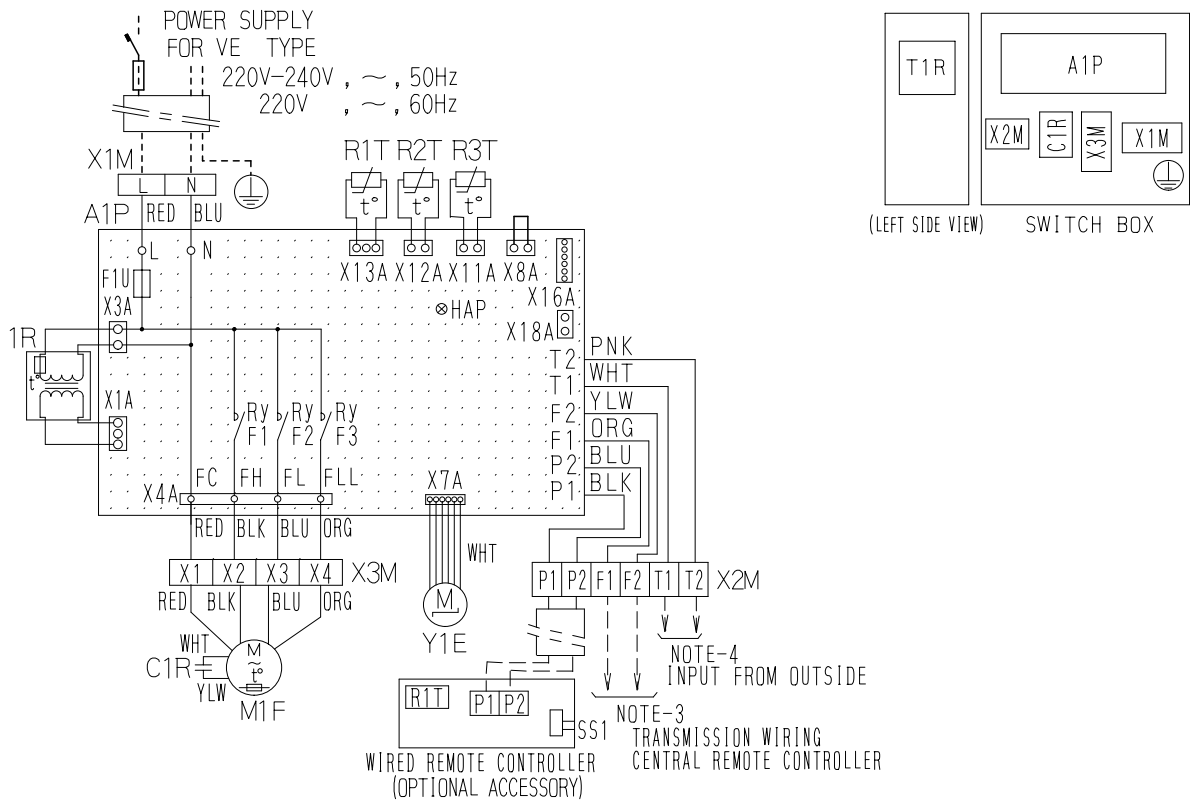 POWER SUPPLY
FOR VE TYPE
220V-240V , ~ , 50Hz
220V , ~ , 60Hz
X1M
L N
A1P RED BLU
L N
F1U
X3A
1R
t°
X1A
R1T R2T R3T
t° t° t°
X13A X12A X11A X8A
X16A
HAP
X18A
T2 PNK
T1 WHT
F2 YLW
F1 ORG
P2 BLU
P1 BLK
Ry F1 Ry F2 Ry F3
FC FH FL FLL
X4A
X7A
RED BLK BLU ORG
WHT
X1 X2 X3 X4 X3M
RED BLK BLU ORG
M
Y1E
WHT
C1R
YLW
M
~
t°
M1F
P1 P2 F1 F2 T1 T2 X2M
NOTE-4
INPUT FROM OUTSIDE
R1T P1 P2
SS1
NOTE-3
TRANSMISSION WIRING
CENTRAL REMOTE CONTROLLER
WIRED REMOTE CONTROLLER
(OPTIONAL ACCESSORY)
T1R
(LEFT SIDE VIEW)
A1P
X2M C1R X3M X1M
SWITCH BOX